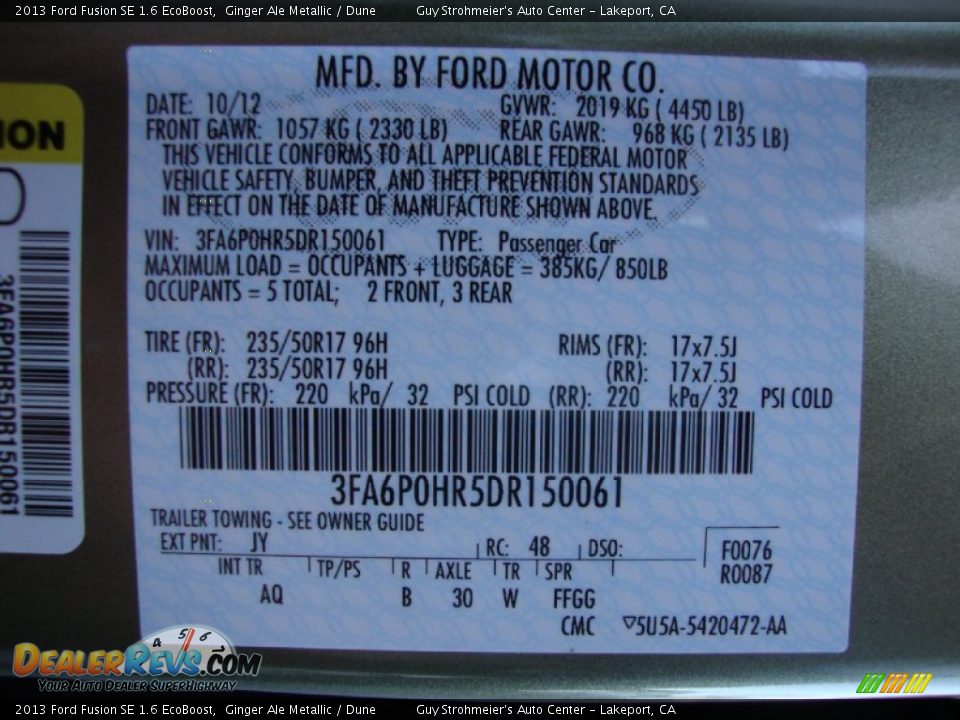 2013 Ford Fusion SE 1.6 EcoBoost, Ginger Ale Metallic / Dune GuyStrohmeier's Auto Center - Lakeport, CA
MFD. BY FORD MOTOR CO.
DATE: 10/12 GVWR: 2019 KG ( 4450 LB)
FRONT GAWR: 1057 KG ( 2330 LB) REAR GAWR: 968 KG ( 2135 LB)
THIS VEHICLE CONFORMS TO ALL APPLICABLE FEDERAL MOTOR
VEHICLE SAFETY, BUMPER, AND THEFT PREVENTION STANDARDS
IN EFFECT ON THE DATE OF MANUFACTURE SHOWN ABOVE.
VIN: 3FA6P0HR5DR150061 TYPE: Passenger Car
MAXIMUM LOAD = OCCUPANTS + LUGGAGE = 385KG/ 850LB
OCCUPANTS = 5 TOTAL; 2 FRONT, 3 REAR
TIRE (FR): 235/50R17 96H RIMS (FR): 17x7.5J
(RR): 235/50R17 96H (RR): 17x7.5J
PRESSURE (FR): 220 kPa/ 32 PSI COLD (RR): 220 kPa/ 32 PSI COLD
3FA6P0HR5DR150061
TRAILER TOWING - SEE OWNER GUIDE
EXT PNT: JY RC: 48 DSO: F0076
INT TR TP/PS R AXLE TR SPR R0087
AQ B 30 W FFGG
CMC ▽5U5A-5420472-AA
ION
3FA6P0HR5DR150061
4 5 6
DEALERREVS.COM
YOUR AUTO DEALER SUPERHIGHWAY
2013 Ford Fusion SE 1.6 EcoBoost, Ginger Ale Metallic / Dune GuyStrohmeier's Auto Center - Lakeport, CA